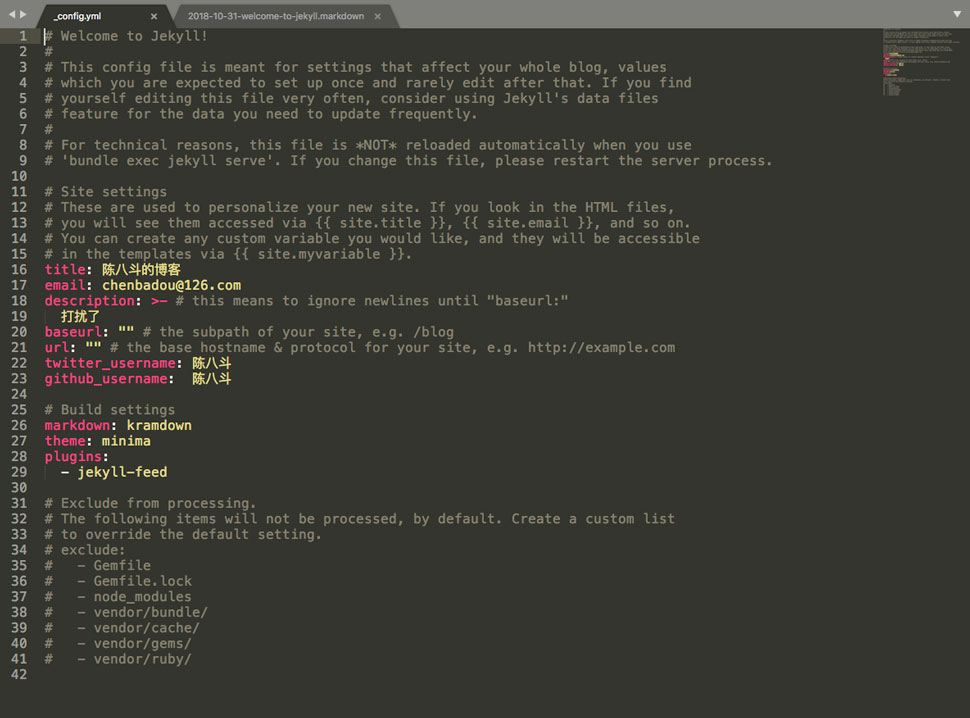 _config.yml × 2018-10-31-welcome-to-jekyll.markdown ×
1 # Welcome to Jekyll!
2 #
3 # This config file is meant for settings that affect your whole blog, values
4 # which you are expected to set up once and rarely edit after that. If you find
5 # yourself editing this file very often, consider using Jekyll's data files
6 # feature for the data you need to update frequently.
7 #
8 # For technical reasons, this file is *NOT* reloaded automatically when you use
9 # 'bundle exec jekyll serve'. If you change this file, please restart the server process.
10
11 # Site settings
12 # These are used to personalize your new site. If you look in the HTML files,
13 # you will see them accessed via {{ site.title }}, {{ site.email }}, and so on.
14 # You can create any custom variable you would like, and they will be accessible
15 # in the templates via {{ site.myvariable }}.
16 title: 陈八斗的博客
17 email: chenbadou@126.com
18 description: >- # this means to ignore newlines until "baseurl:"
19   打扰了
20 baseurl: "" # the subpath of your site, e.g. /blog
21 url: "" # the base hostname & protocol for your site, e.g. http://example.com
22 twitter_username: 陈八斗
23 github_username:  陈八斗
24
25 # Build settings
26 markdown: kramdown
27 theme: minima
28 plugins:
29   - jekyll-feed
30
31 # Exclude from processing.
32 # The following items will not be processed, by default. Create a custom list
33 # to override the default setting.
34 # exclude:
35 #   - Gemfile
36 #   - Gemfile.lock
37 #   - node_modules
38 #   - vendor/bundle/
39 #   - vendor/cache/
40 #   - vendor/gems/
41 #   - vendor/ruby/
42